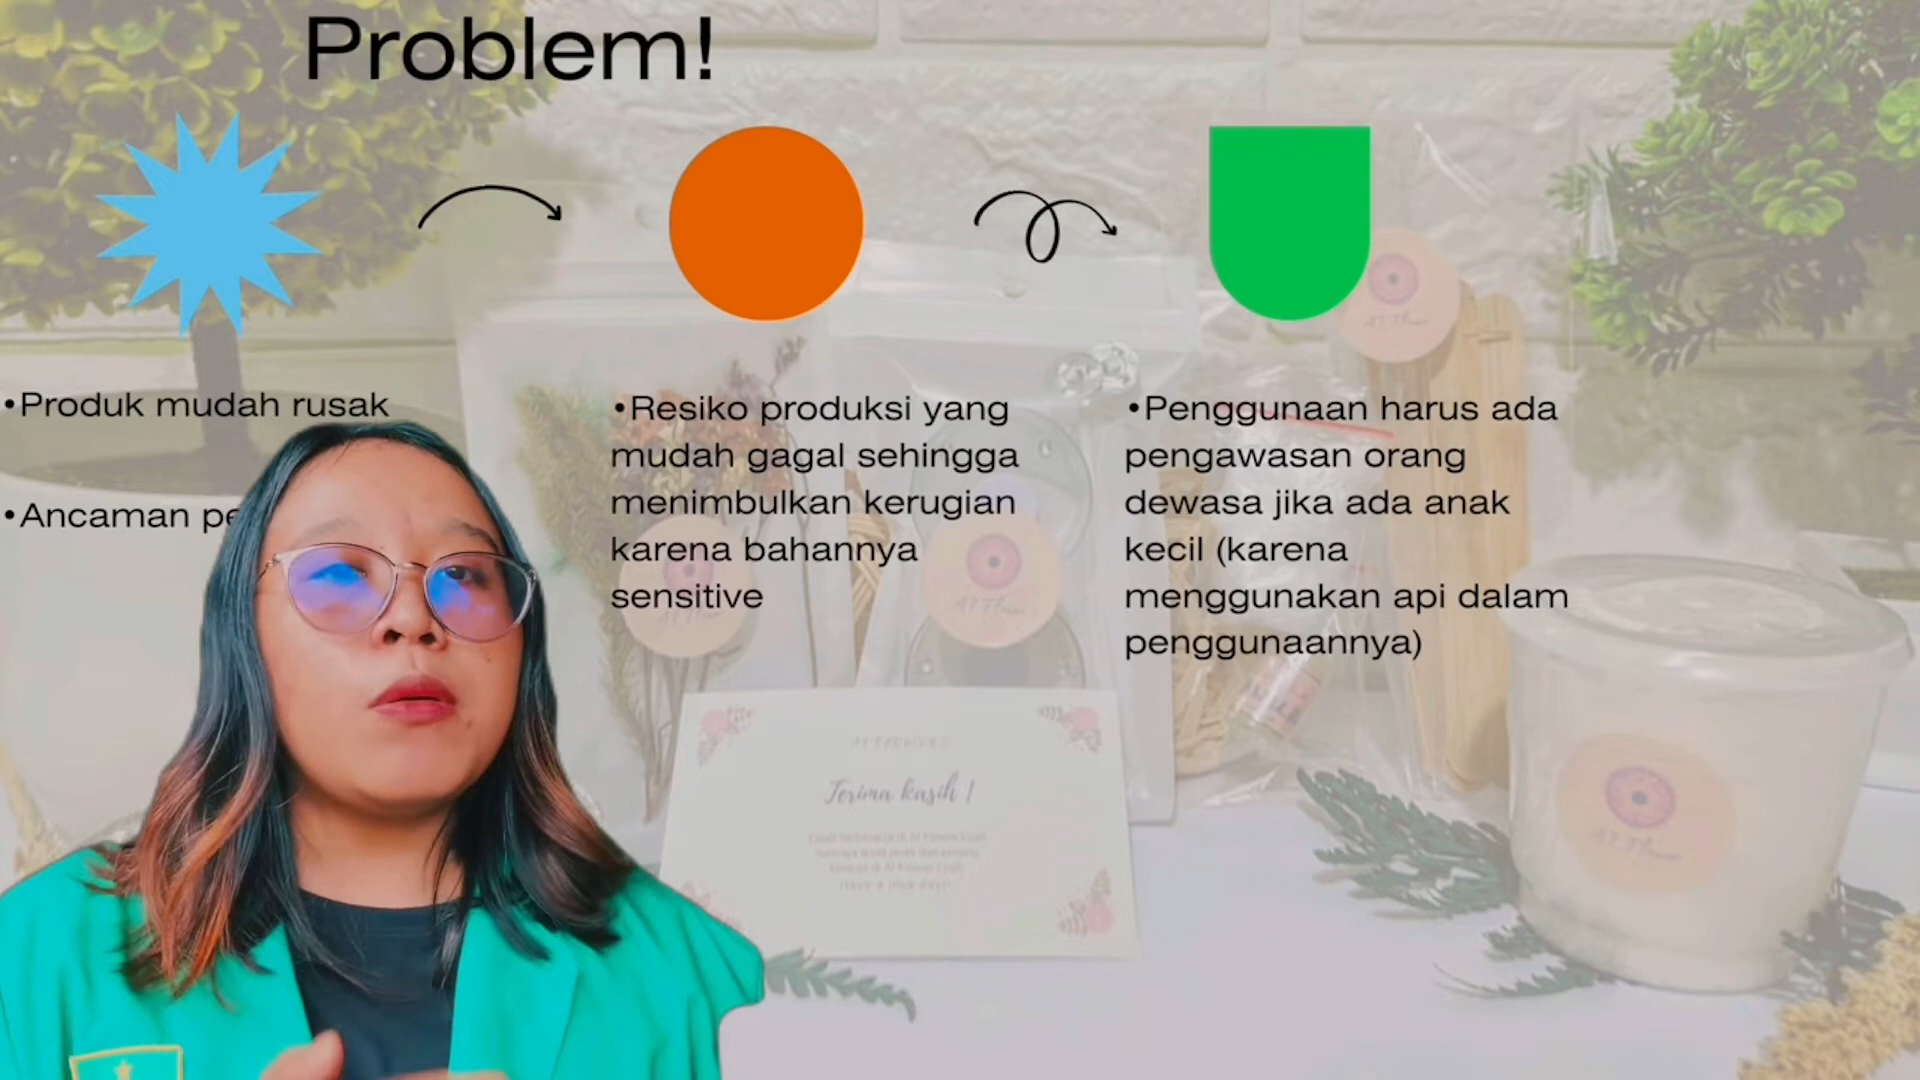 Problem!
•Produk mudah rusak
•Ancaman
•Resiko produksi yang
mudah gagal sehingga
menimbulkan kerugian
karena bahannya
sensitive
•Penggunaan harus ada
pengawasan orang
dewasa jika ada anak
kecil (karena
menggunakan api dalam
penggunaannya)
Terima kasih !